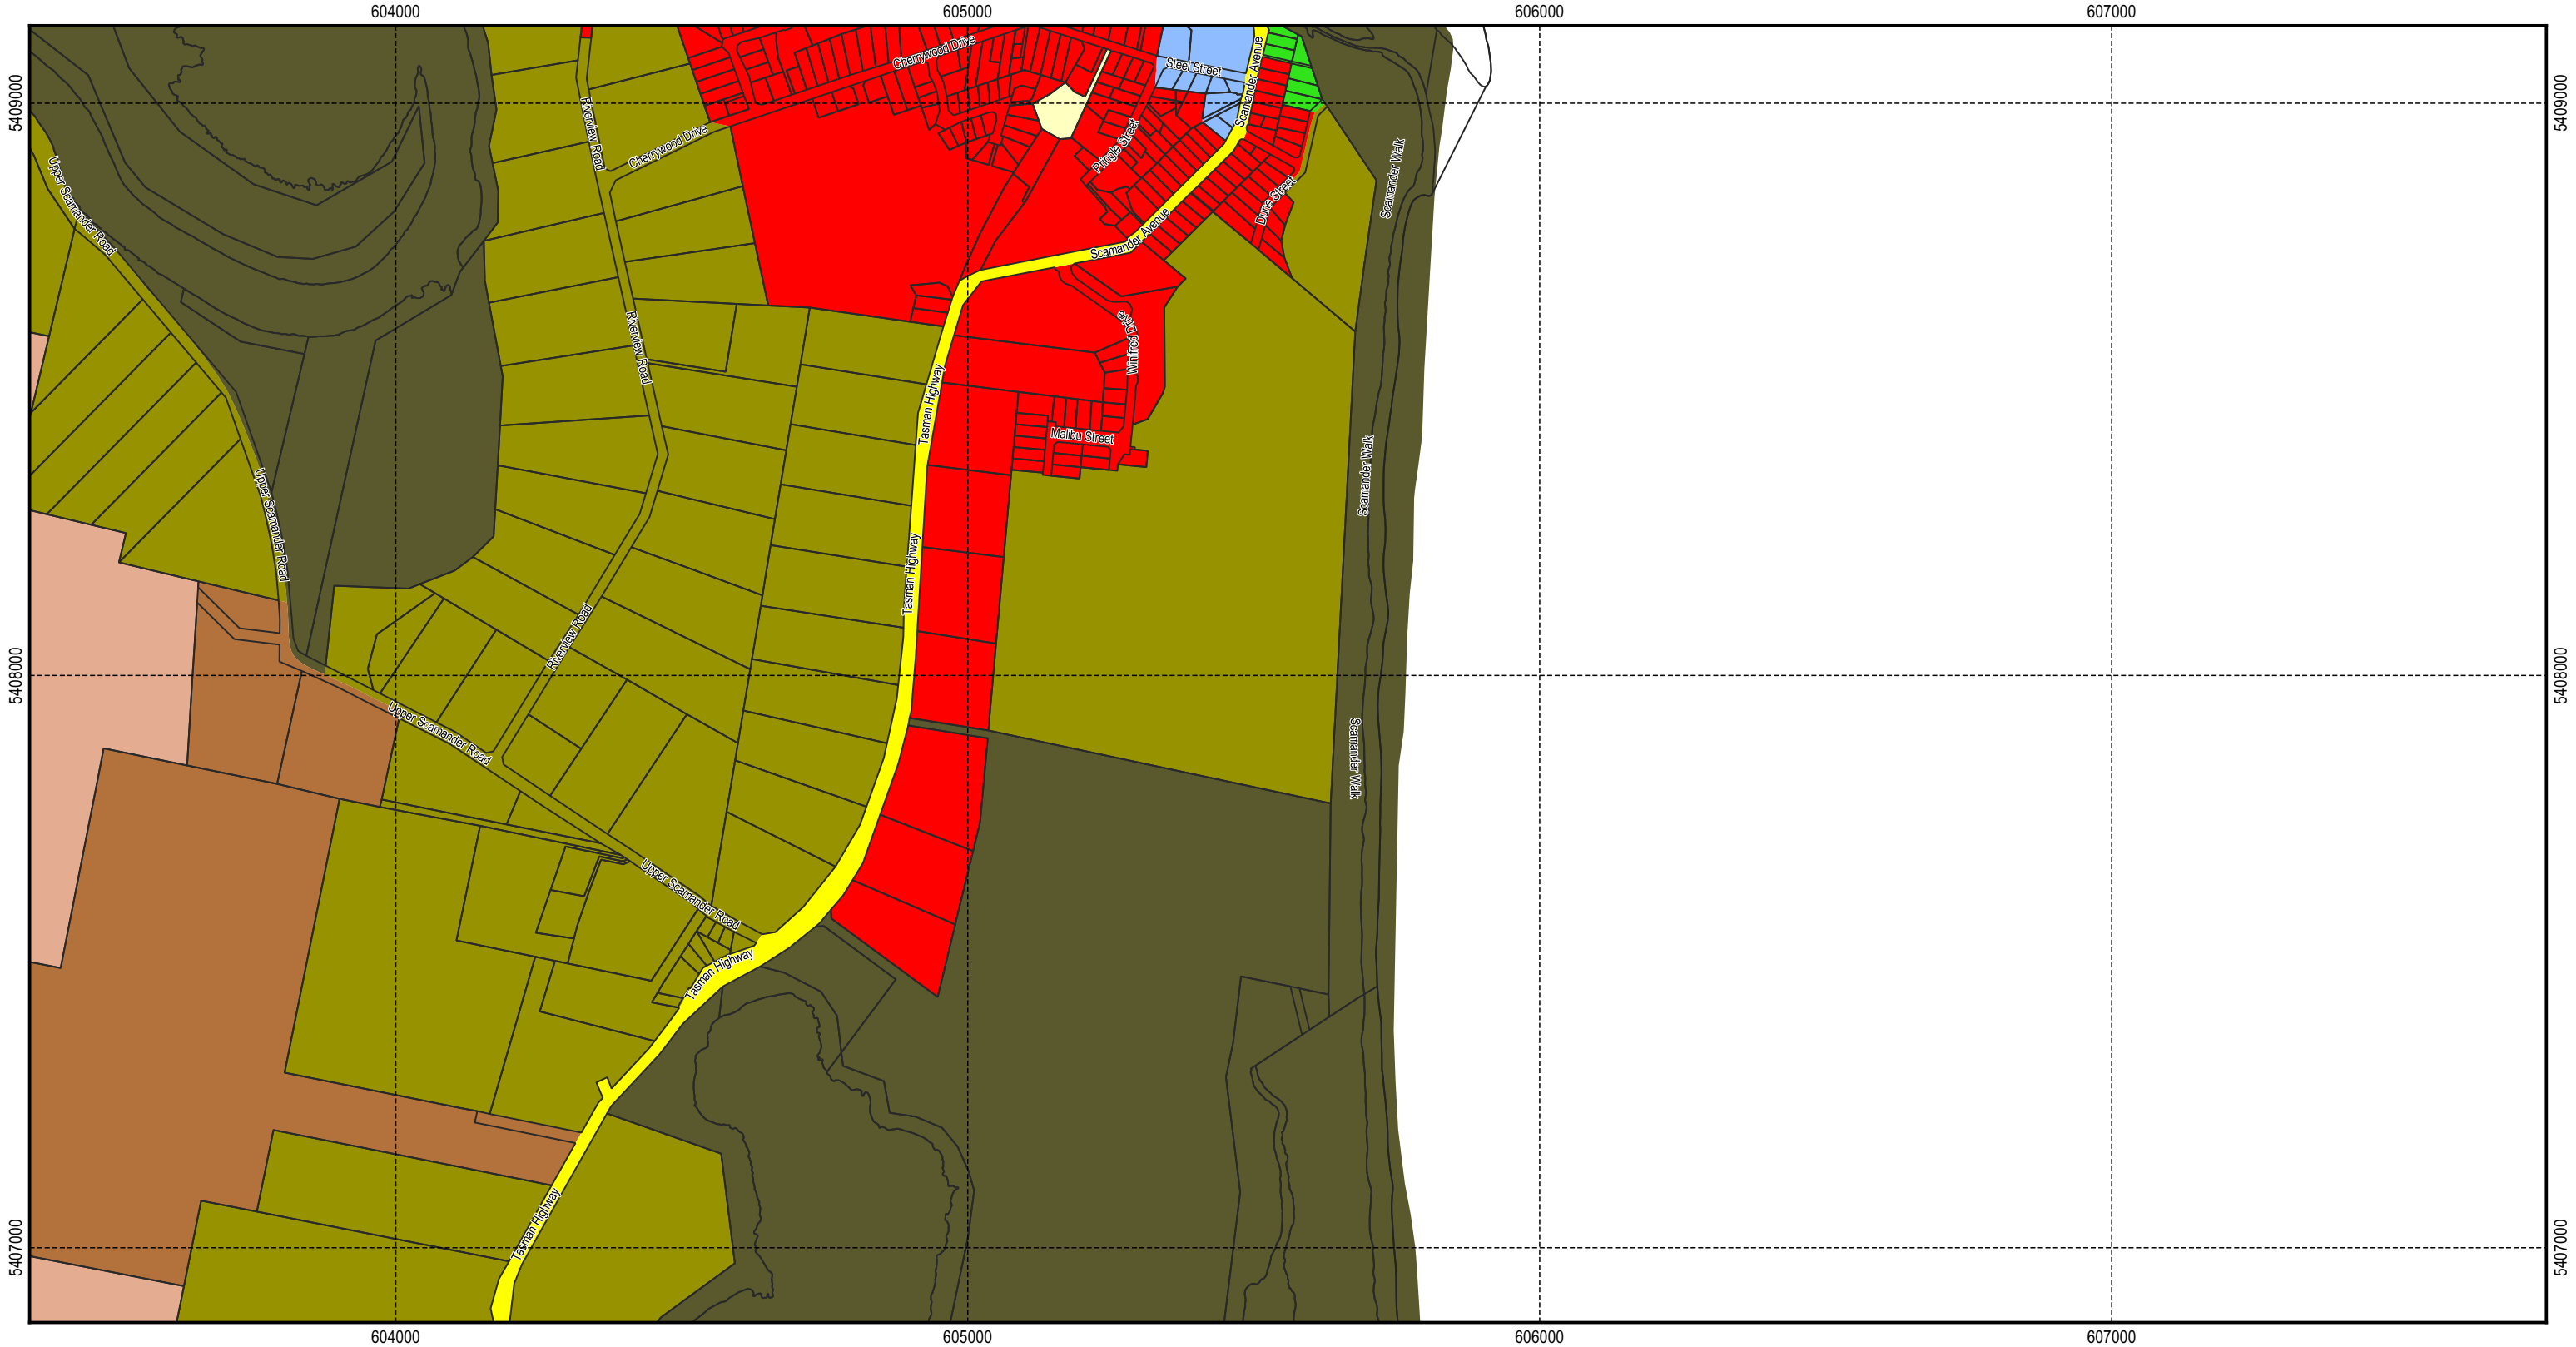 604000 605000 606000 607000
Cherrywood Drive
Steel Street
Scamander Avenue
5409000
5409000
Riverview Road
Cherrywood Drive
Pringle Street
Scamander Walk
Upper Scamander Road
Dune Street
Scamander Avenue
Riverview Road
Winifred Drive
Tasman Highway
Malibu Street
Scamander Walk
Upper Scamander Road
Tasman Highway
Riverview Road
5408000
5408000
Upper Scamander Road
Scamander Walk
Upper Scamander Road
Tasman Highway
Tasman Highway
5407000
5407000
604000 605000 606000 607000